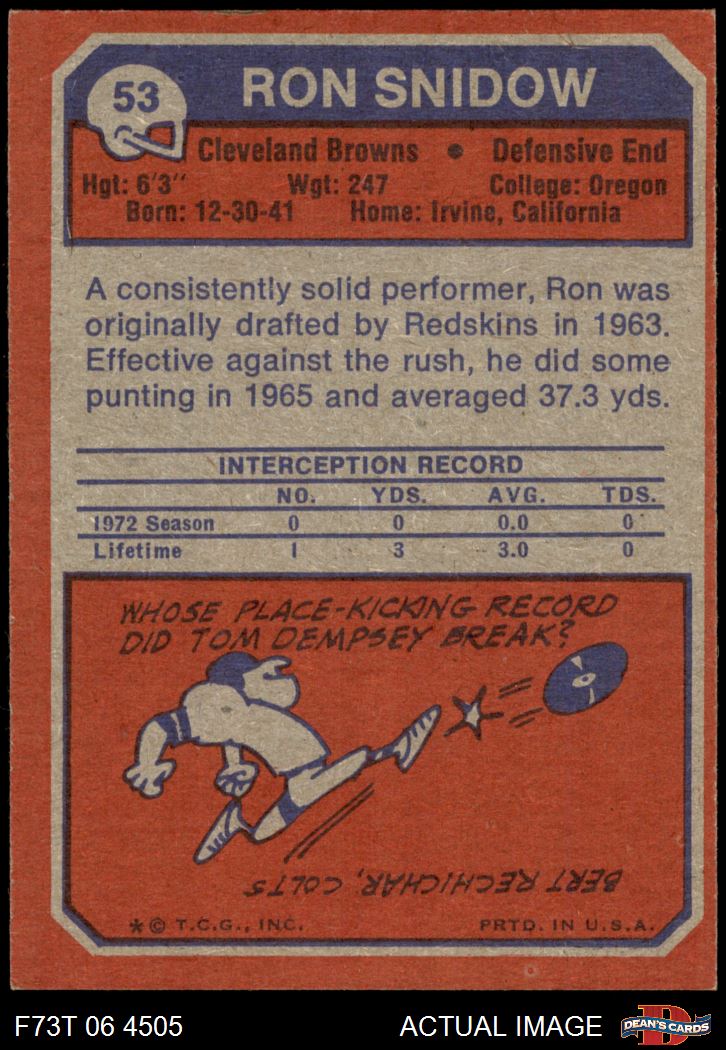 53
RON SNIDOW
Cleveland Browns • Defensive End
Hgt: 6'3" Wgt: 247 College: Oregon
Born: 12-30-41 Home: Irvine, California
A consistently solid performer, Ron was
originally drafted by Redskins in 1963.
Effective against the rush, he did some
punting in 1965 and averaged 37.3 yds.
INTERCEPTION RECORD
NO. YDS. AVG. TDS.
1972 Season 0 0 0.0 0
Lifetime 1 3 3.0 0
WHOSE PLACE-KICKING RECORD
DID TOM DEMPSEY BREAK?
BERT RECHICHAR, COLTS
* © T.C.G., INC. PRTD. IN U.S.A.
F73T 06 4505 ACTUAL IMAGE
D
DEAN'S CARDS